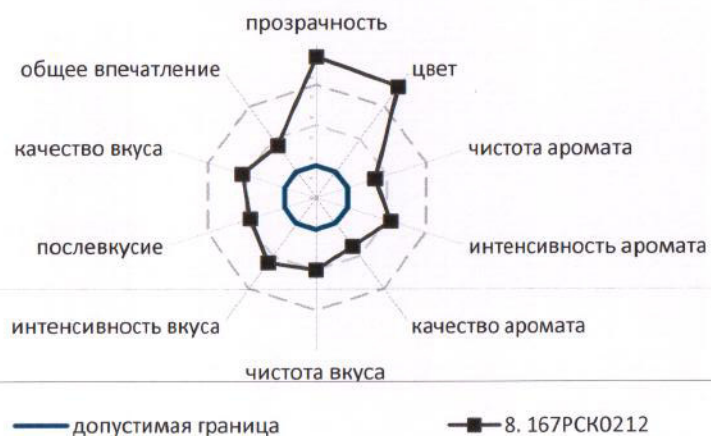 прозрачность
общее впечатление
цвет
качество вкуса
чистота аромата
послевкусие
интенсивность аромата
интенсивность вкуса
качество аромата
чистота вкуса
допустимая граница
8. 167РСК0212